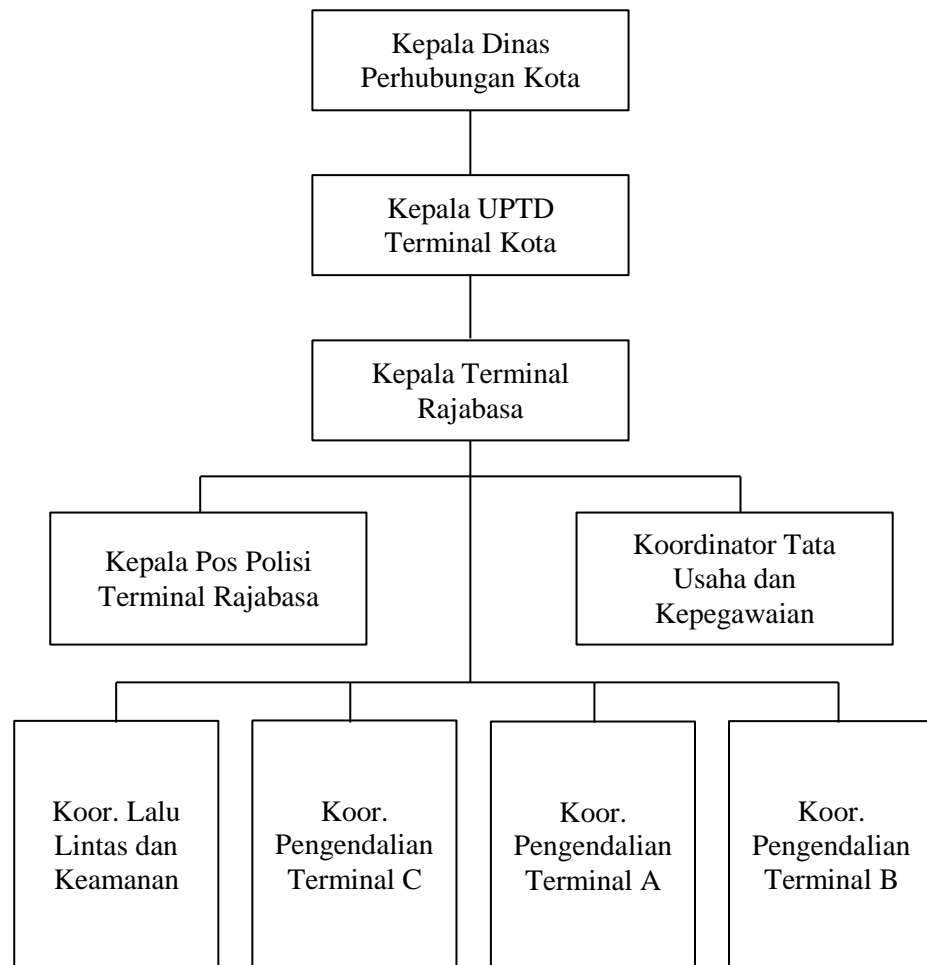 Kepala Dinas
Perhubungan Kota
Kepala UPTD
Terminal Kota
Kepala Terminal
Rajabasa
Kepala Pos Polisi
Terminal Rajabasa
Koordinator Tata
Usaha dan
Kepegawaian
Koor. Lalu
Lintas dan
Keamanan
Koor.
Pengendalian
Terminal C
Koor.
Pengendalian
Terminal A
Koor.
Pengendalian
Terminal B